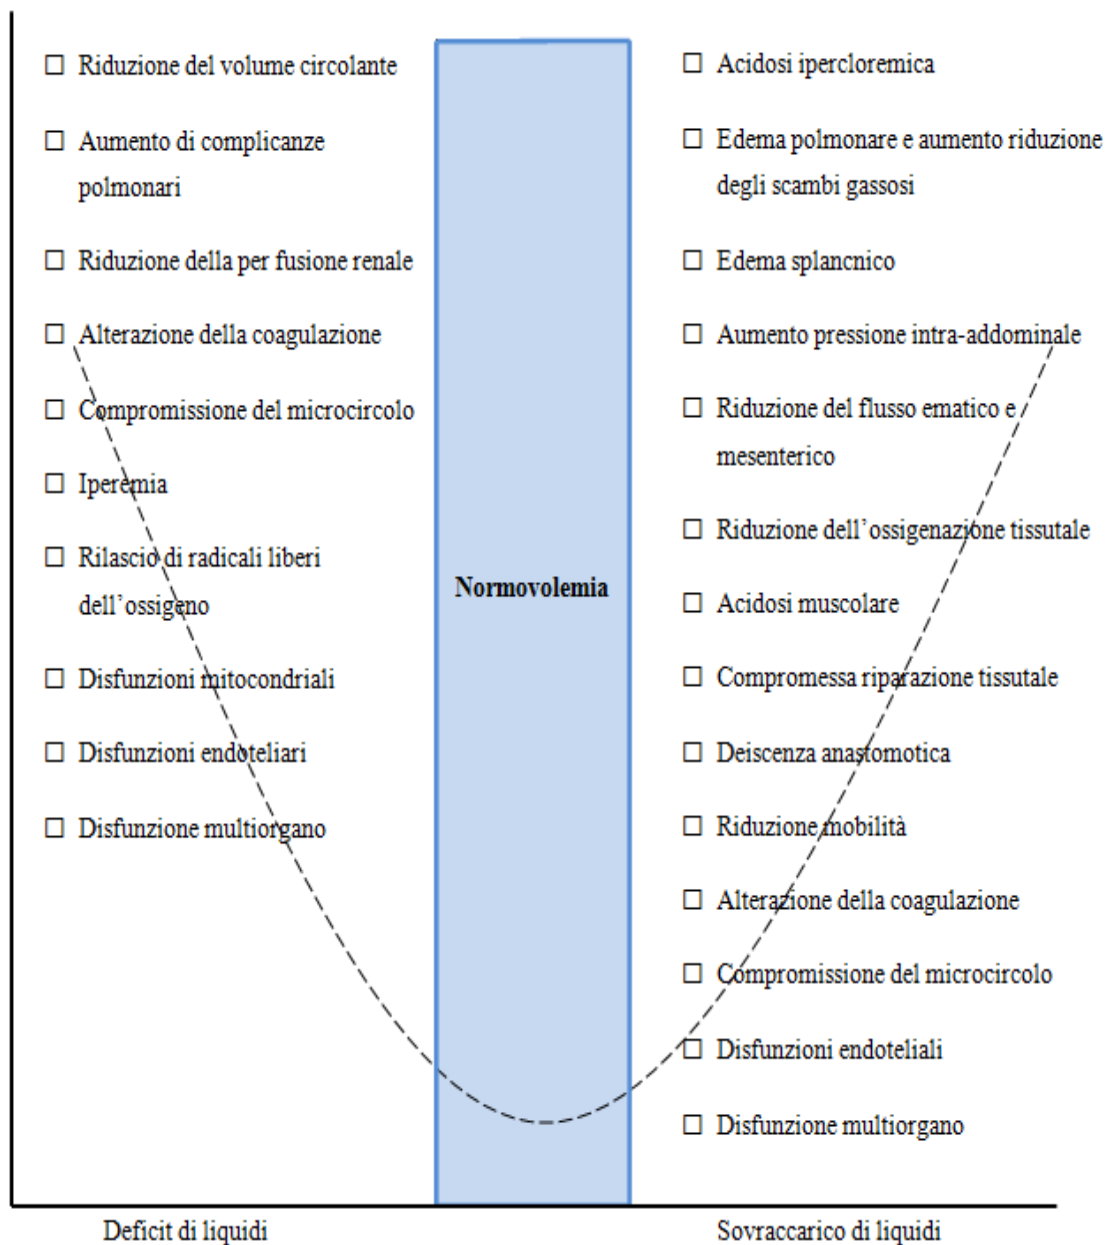 ☐ Riduzione del volume circolante
☐ Aumento di complicanze
polmonari
☐ Riduzione della per fusione renale
☐ Alterazione della coagulazione
☐ Compromissione del microcircolo
☐ Iperemia
☐ Rilascio di radicali liberi
dell’ossigeno
☐ Disfunzioni mitocondriali
☐ Disfunzioni endoteliari
☐ Disfunzione multiorgano
Normovolemia
☐ Acidosi ipercloremica
☐ Edema polmonare e aumento riduzione
degli scambi gassosi
☐ Edema splancnico
☐ Aumento pressione intra-addominale
☐ Riduzione del flusso ematico e
mesenterico
☐ Riduzione dell’ossigenazione tissutale
☐ Acidosi muscolare
☐ Compromessa riparazione tissutale
☐ Deiscenza anastomotica
☐ Riduzione mobilità
☐ Alterazione della coagulazione
☐ Compromissione del microcircolo
☐ Disfunzioni endoteliali
☐ Disfunzione multiorgano
Deficit di liquidi
Sovraccarico di liquidi